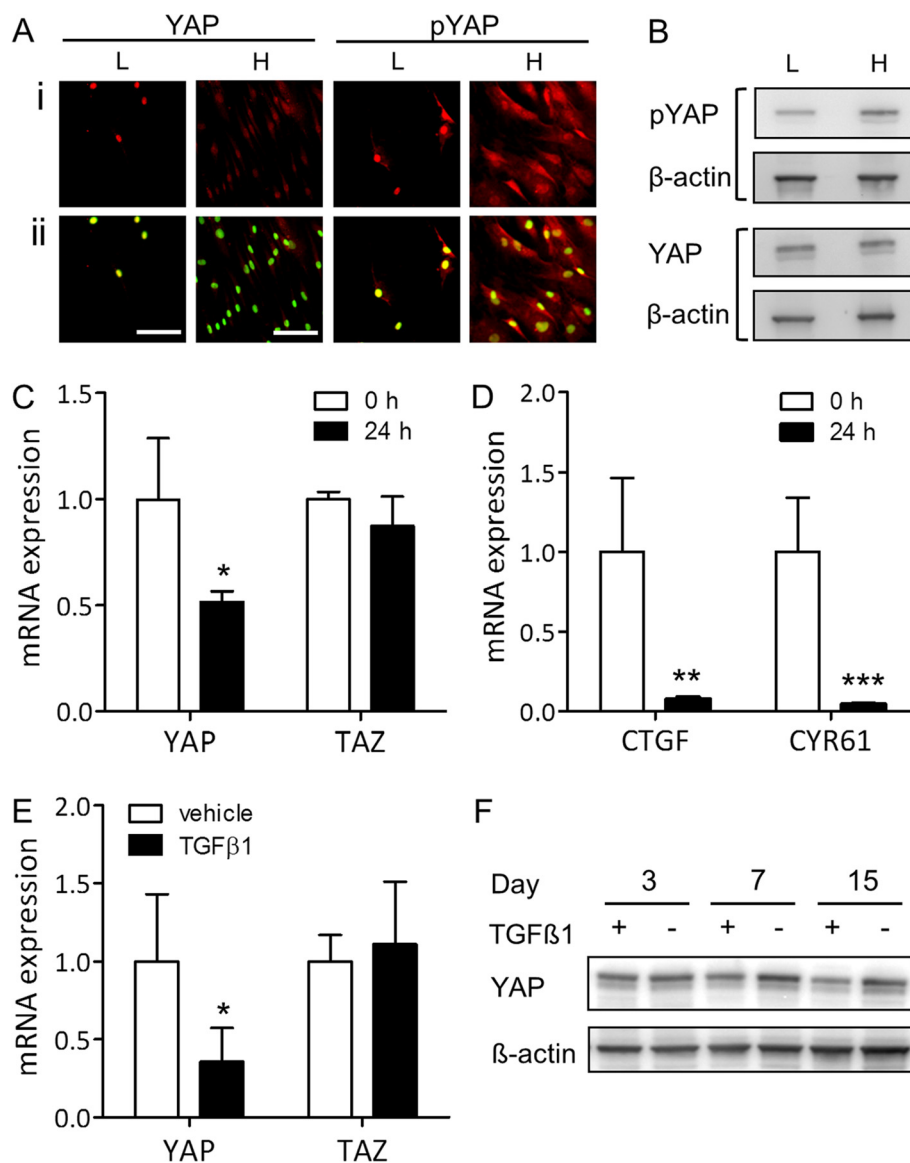 A
YAP pYAP
L H L H
i
ii
B
L H
pYAP
β-actin
YAP
β-actin
C
mRNA expression
1.5
1.0
0.5
0.0
0 h
24 h
*
YAP TAZ
D
mRNA expression
2.0
1.5
1.0
0.5
0.0
0 h
24 h
** ***
CTGF CYR61
E
mRNA expression
2.0
1.5
1.0
0.5
0.0
vehicle
TGFβ1
*
YAP TAZ
F
Day 3 7 15
TGFß1 + - + - + -
YAP
ß-actin